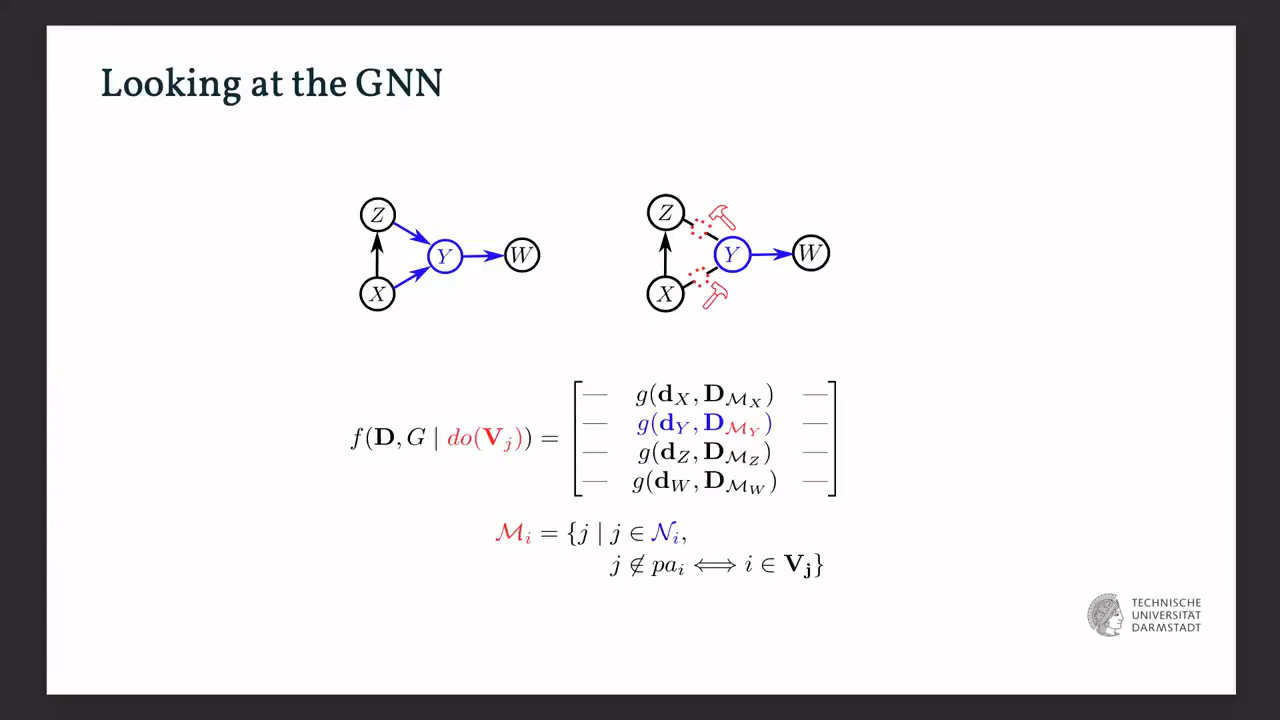 Looking at the GNN
Z
Y
W
X
Z
Y
W
X
f(D, G | do(V_j)) = [ — g(d_X, D_{M_X}) —
— g(d_Y, D_{M_Y}) —
— g(d_Z, D_{M_Z}) —
— g(d_W, D_{M_W}) — ]
M_i = {j | j ∈ N_i,
j ∉ pa_i ⟺ i ∈ V_j}
TECHNISCHE
UNIVERSITÄT
DARMSTADT